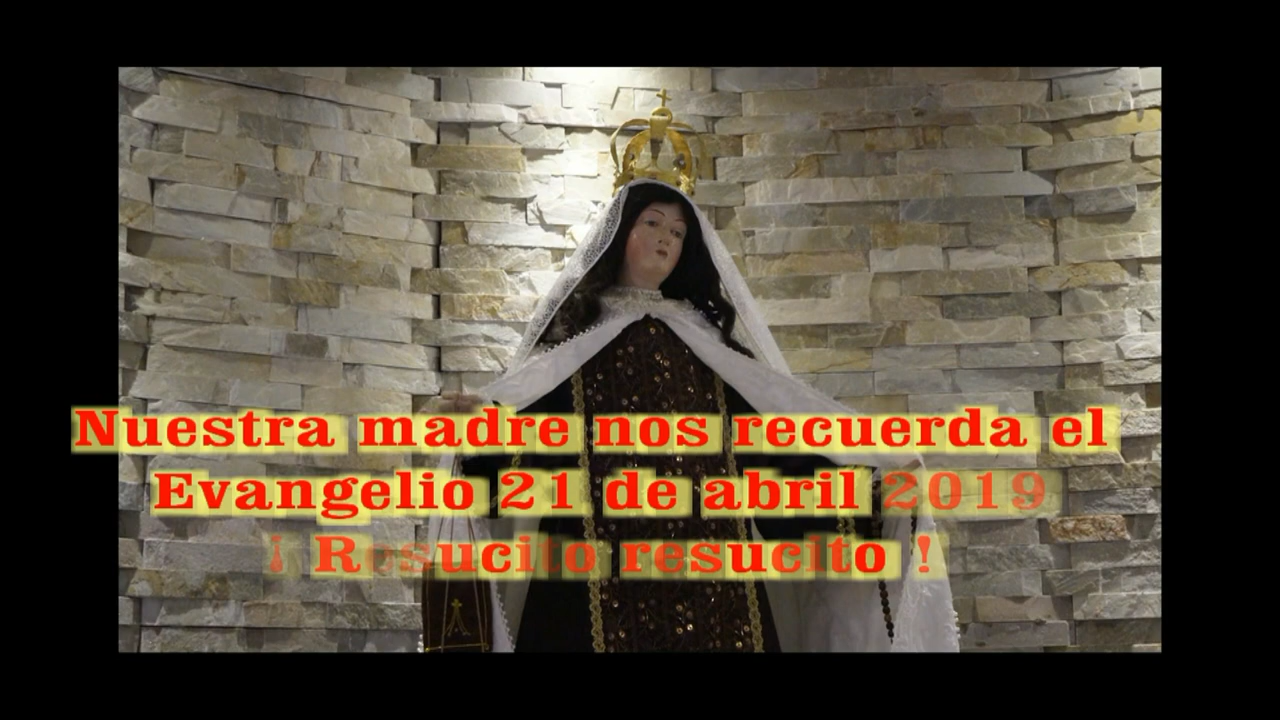 Nuestra madre nos recuerda el
Evangelio 21 de abril 2019
¡ Resucito resucito !